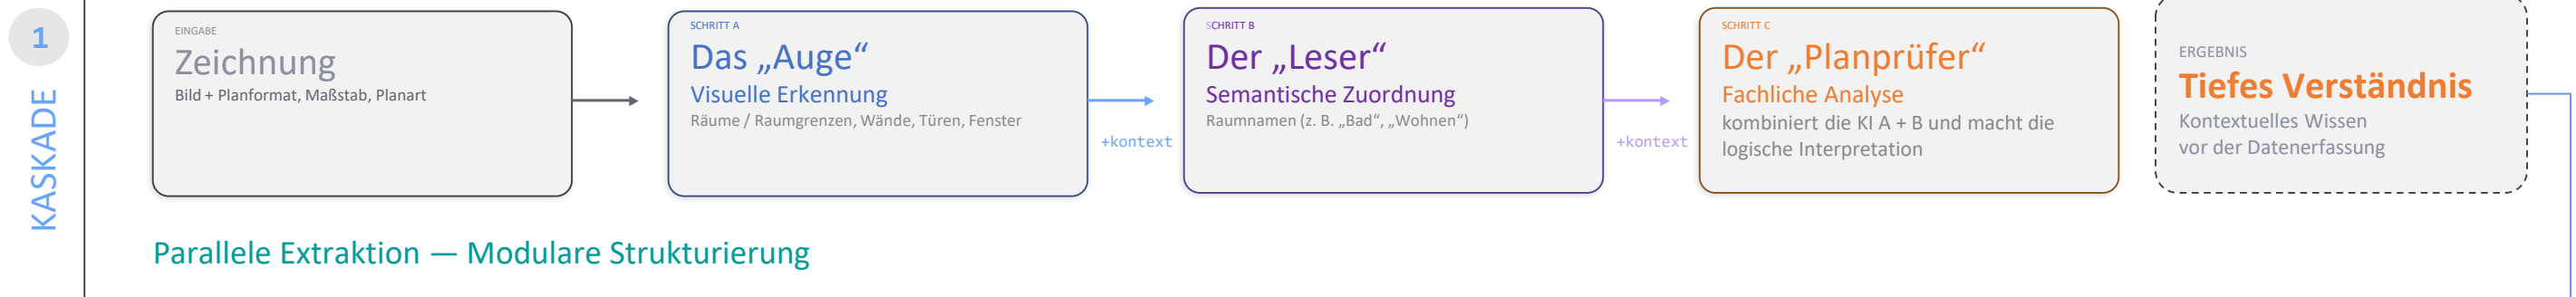 1
KASKADE
EINGABE
Zeichnung
Bild + Planformat, Maßstab, Planart
SCHRITT A
Das „Auge“
Visuelle Erkennung
Räume / Raumgrenzen, Wände, Türen, Fenster
+kontext
SCHRITT B
Der „Leser“
Semantische Zuordnung
Raumnamen (z. B. „Bad“, „Wohnen“)
+kontext
SCHRITT C
Der „Planprüfer“
Fachliche Analyse
kombiniert die KI A + B und macht die
logische Interpretation
ERGEBNIS
Tiefes Verständnis
Kontextuelles Wissen
vor der Datenerfassung
Parallele Extraktion — Modulare Strukturierung